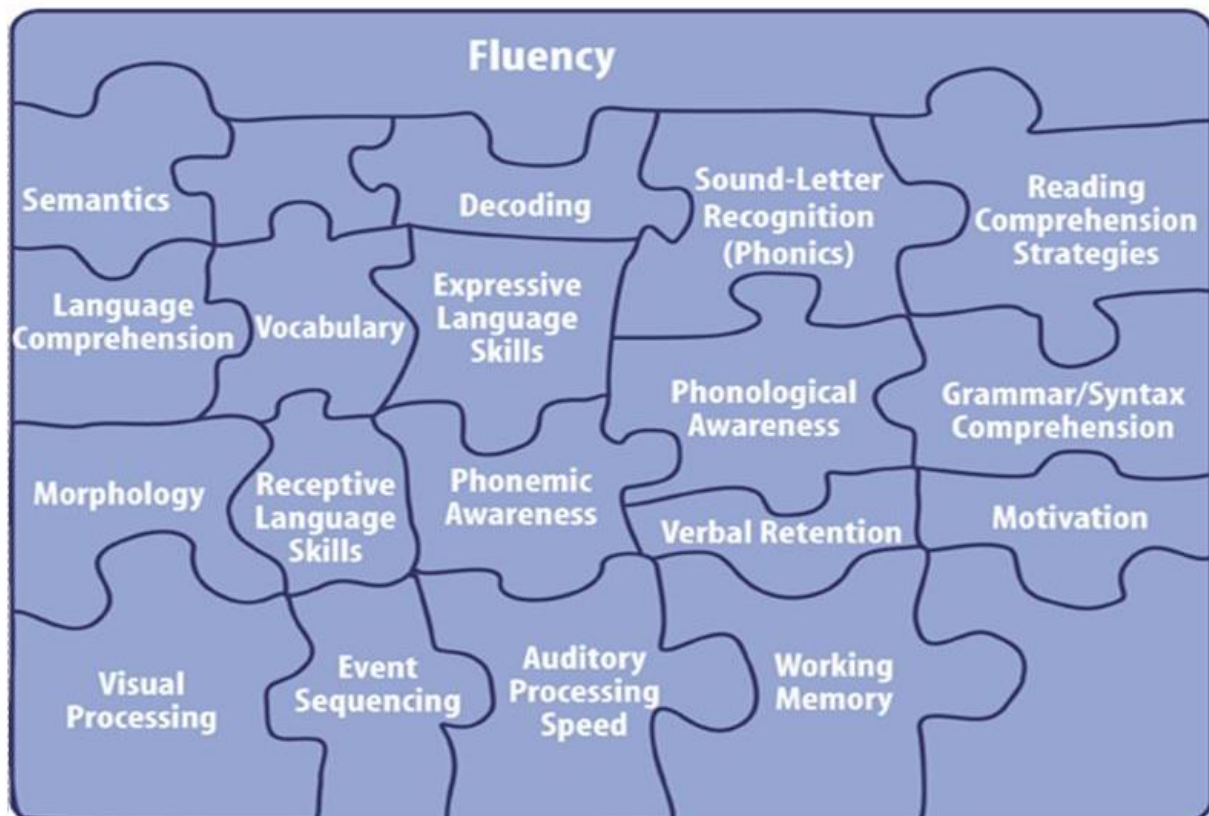 Fluency
Semantics
Decoding
Sound-Letter
Recognition
(Phonics)
Reading
Comprehension
Strategies
Language
Comprehension
Vocabulary
Expressive
Language
Skills
Phonological
Awareness
Grammar/Syntax
Comprehension
Morphology
Receptive
Language
Skills
Phonemic
Awareness
Verbal Retention
Motivation
Visual
Processing
Event
Sequencing
Auditory
Processing
Speed
Working
Memory